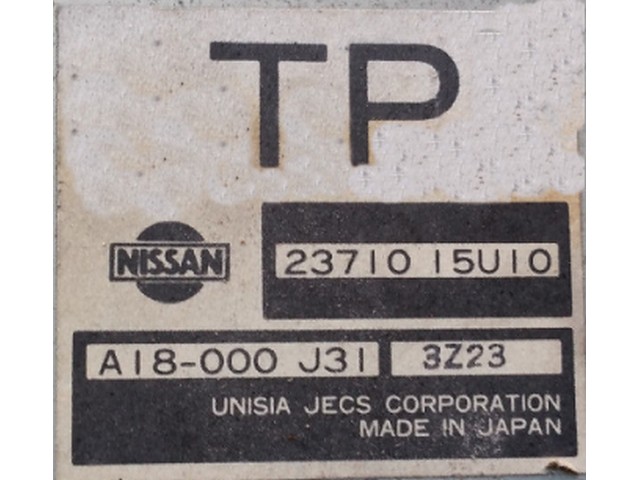 TP
NISSAN
23710 15U10
A18-000 J31 3Z23
UNISIA JECS CORPORATION
MADE IN JAPAN